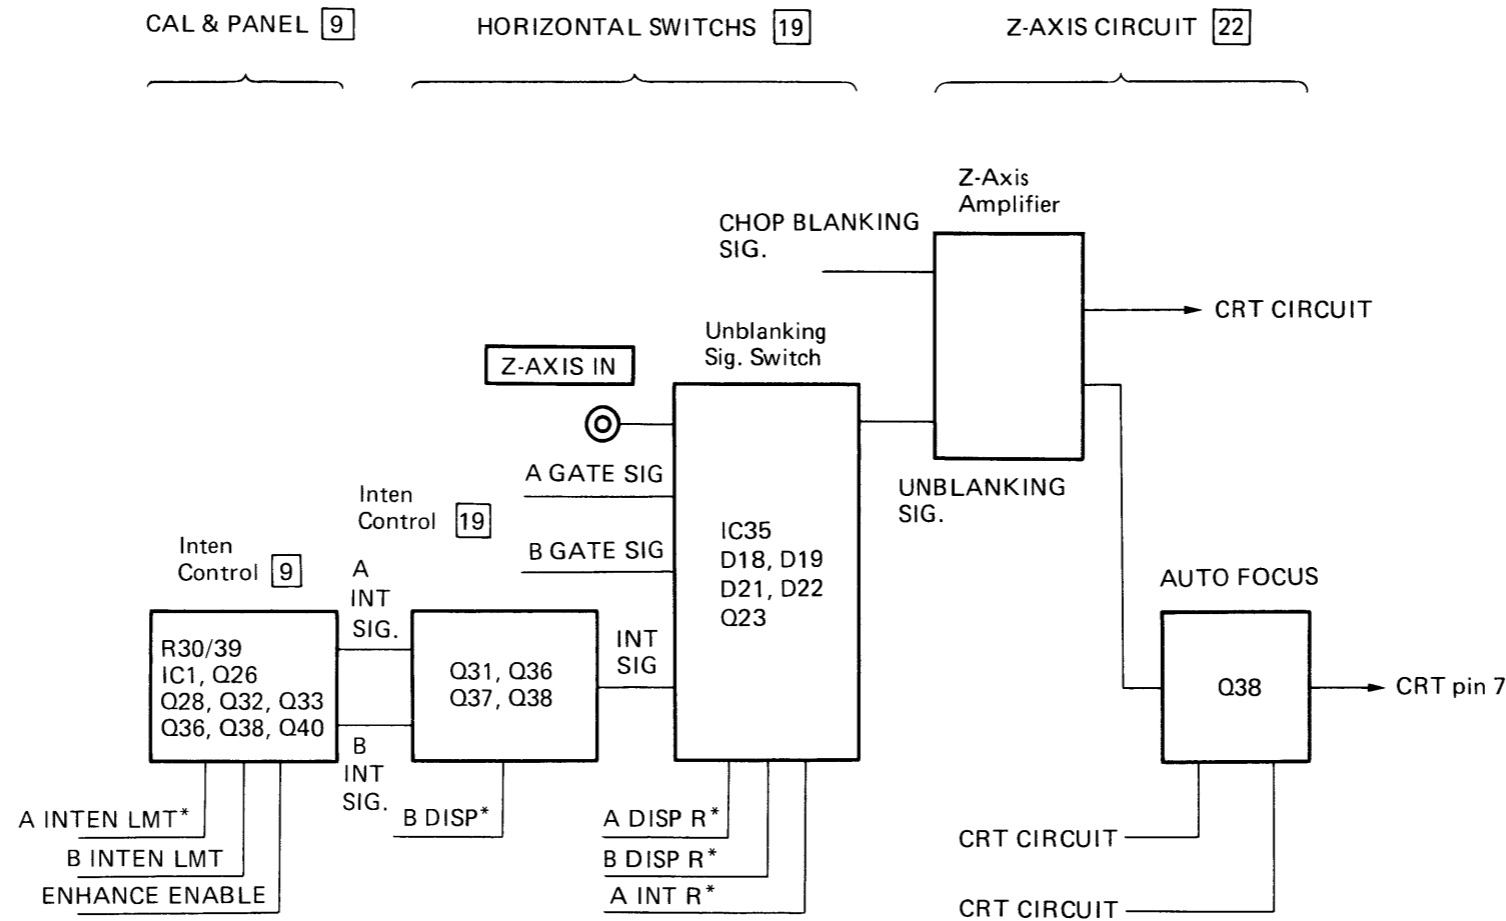 CAL & PANEL 9
HORIZONTAL SWITCHS 19
Z-AXIS CIRCUIT 22
Z-Axis
Amplifier
CHOP BLANKING
SIG.
CRT CIRCUIT
Unblanking
Sig. Switch
Z-AXIS IN
A GATE SIG
UNBLANKING
SIG.
Inten
Control 19
IC35
D18, D19
D21, D22
Q23
B GATE SIG
Inten
Control 9
A
INT
SIG.
AUTO FOCUS
R30/39
IC1, Q26
Q28, Q32, Q33
Q36, Q38, Q40
Q31, Q36
Q37, Q38
INT
SIG
Q38
CRT pin 7
B
INT
SIG.
A INTEN LMT*
B INTEN LMT
ENHANCE ENABLE
B DISP*
A DISP R*
B DISP R*
A INT R*
CRT CIRCUIT
CRT CIRCUIT